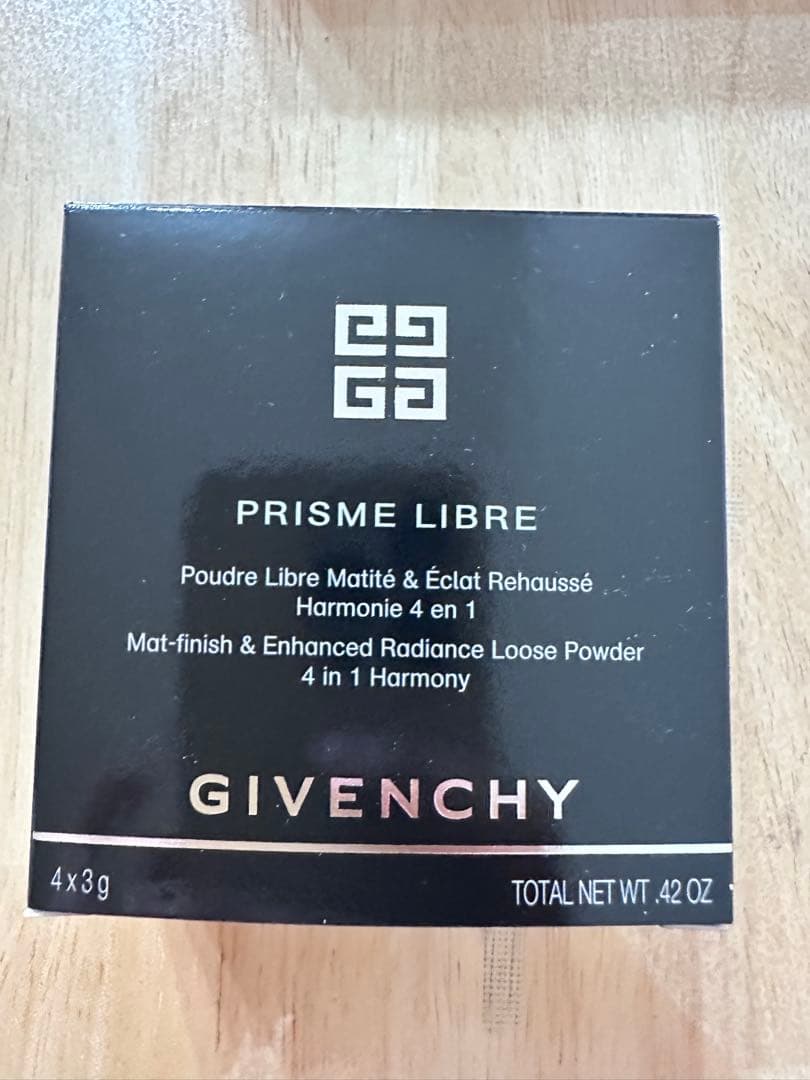 PRISME LIBRE
Poudre Libre Matité & Éclat Rehaussé
Harmonie 4 en 1
Mat-finish & Enhanced Radiance Loose Powder
4 in 1 Harmony
GIVENCHY
4x3g
TOTAL NET WT .42 OZ